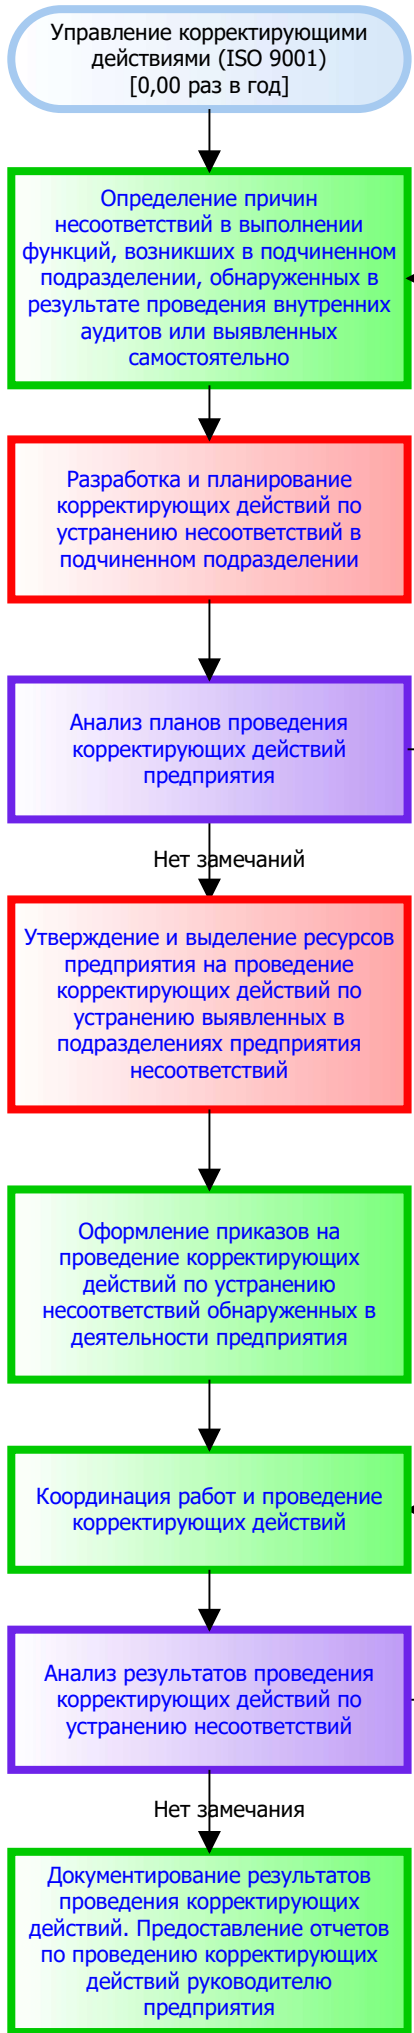 Управление корректирующими
действиями (ISO 9001)
[0,00 раз в год]
Определение причин
несоответствий в выполнении
функций, возникших в подчиненном
подразделении, обнаруженных в
результате проведения внутренних
аудитов или выявленных
самостоятельно
Разработка и планирование
корректирующих действий по
устранению несоответствий в
подчиненном подразделении
Анализ планов проведения
корректирующих действий
предприятия
Нет замечаний
Утверждение и выделение ресурсов
предприятия на проведение
корректирующих действий по
устранению выявленных в
подразделениях предприятия
несоответствий
Оформление приказов на
проведение корректирующих
действий по устранению
несоответствий обнаруженных в
деятельности предприятия
Координация работ и проведение
корректирующих действий
Анализ результатов проведения
корректирующих действий по
устранению несоответствий
Нет замечания
Документирование результатов
проведения корректирующих
действий. Предоставление отчетов
по проведению корректирующих
действий руководителю
предприятия